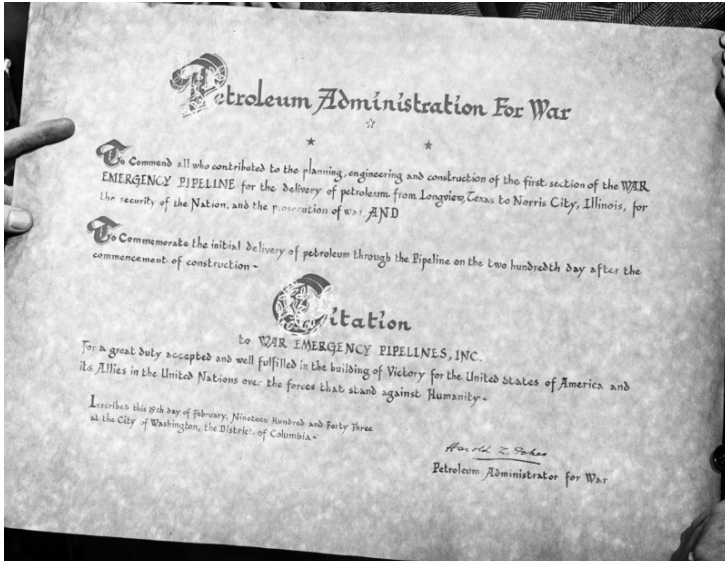 Petroleum Administration For War
To Commend all who contributed to the planning, engineering and construction of the first section of the WAR
EMERGENCY PIPELINE for the delivery of petroleum from Longview, Texas to Norris City, Illinois, for
the security of the Nation, and the prosecution of war, AND
To Commemorate the initial delivery of petroleum through the Pipeline on the two hundredth day after the
commencement of construction-
Citation
to WAR EMERGENCY PIPELINES, INC.
For a great duty accepted and well fulfilled in the building of Victory for the United States of America and
its Allies in the United Nations over the forces that stand against Humanity-
Inscribed this 19th day of February, Nineteen Hundred and Forty Three
at the City of Washington, the District of Columbia-
Harold L. Ickes
Petroleum Administrator for War